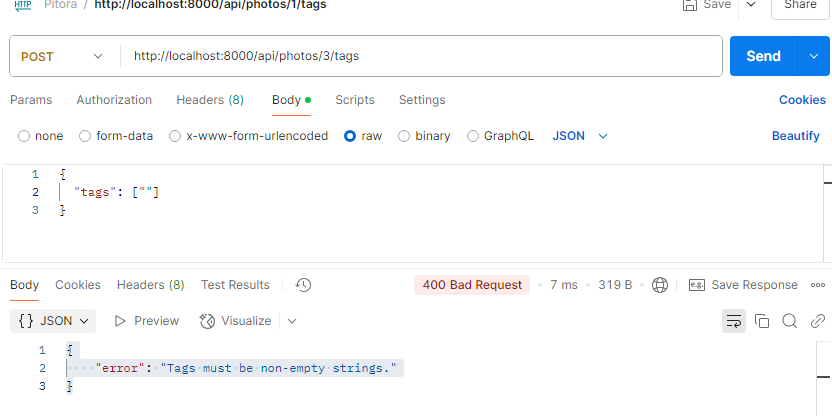 HTTP Pitora / http://localhost:8000/api/photos/1/tags Save Share
POST http://localhost:8000/api/photos/3/tags Send
Params Authorization Headers (8) Body Scripts Settings Cookies
none form-data x-www-form-urlencoded raw binary GraphQL JSON Beautify
1 {
2 "tags": [""]
3 }
Body Cookies Headers (8) Test Results 400 Bad Request • 7 ms • 319 B e.g. Save Response
{} JSON Preview Visualize
1 {
2 "error": "Tags must be non-empty strings."
3 }